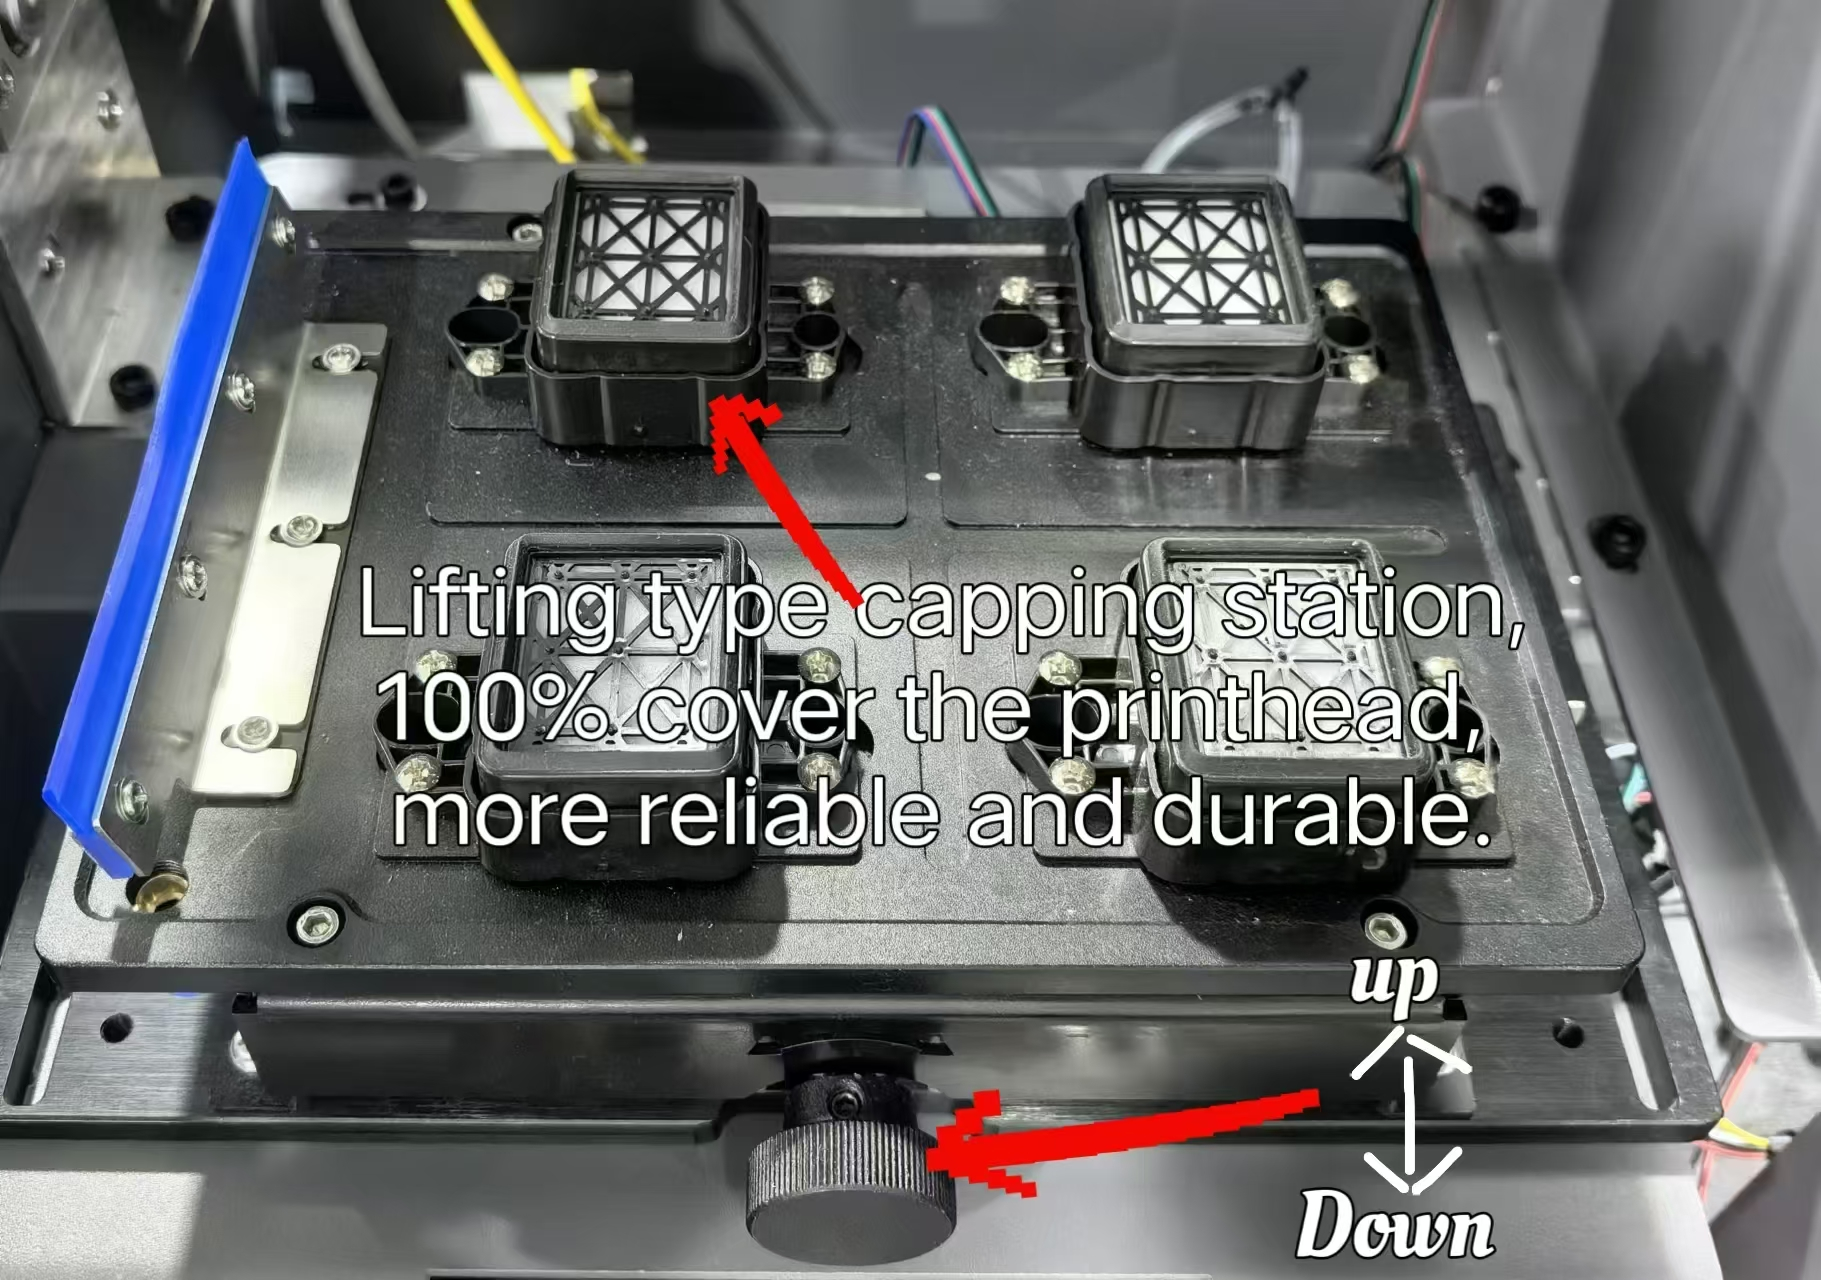 Lifting type capping station,
100% cover the printhead,
more reliable and durable.
up
Down